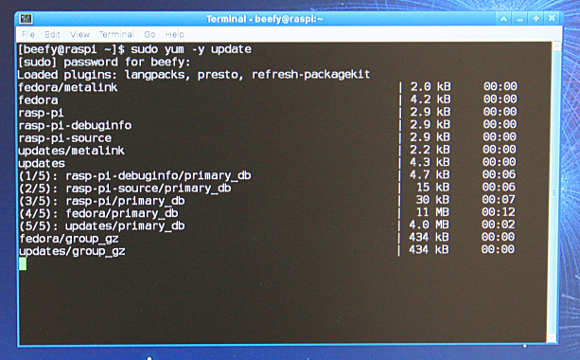 Terminal - beefy@raspi:~
File Edit View Terminal Go Help
[beefy@raspi ~]$ sudo yum -y update
[sudo] password for beefy:
Loaded plugins: langpacks, presto, refresh-packagekit
fedora/metalink | 2.0 kB 00:00
fedora | 4.2 kB 00:00
rasp-pi | 2.9 kB 00:00
rasp-pi-debuginfo | 2.9 kB 00:00
rasp-pi-source | 2.9 kB 00:00
updates/metalink | 2.2 kB 00:00
updates | 4.3 kB 00:00
(1/5): rasp-pi-debuginfo/primary_db | 4.7 kB 00:06
(2/5): rasp-pi-source/primary_db | 15 kB 00:06
(3/5): rasp-pi/primary_db | 30 kB 00:07
(4/5): fedora/primary_db | 11 MB 00:12
(5/5): updates/primary_db | 4.0 MB 00:02
fedora/group_gz | 434 kB 00:00
updates/group_gz | 434 kB 00:00